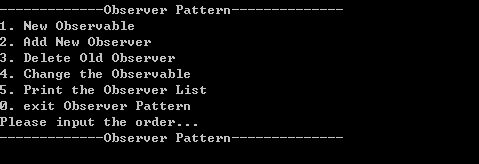 -------------Observer Pattern--------------
1. New Observable
2. Add New Observer
3. Delete Old Observer
4. Change the Observable
5. Print the Observer List
0. exit Observer Pattern
Please input the order...
-------------Observer Pattern--------------